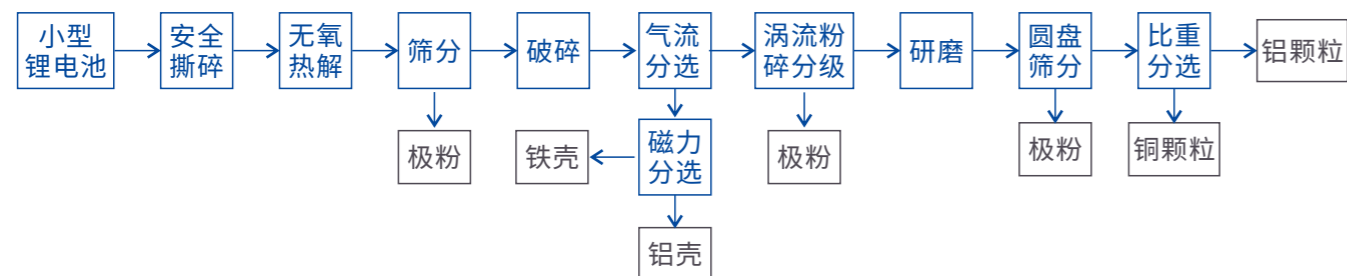 小型
锂电池
安全
撕碎
无氧
热解
筛分
破碎
气流
分选
涡流粉
碎分级
研磨
圆盘
筛分
比重
分选
铝颗粒
极粉
铁壳
磁力
分选
极粉
极粉
铜颗粒
铝壳